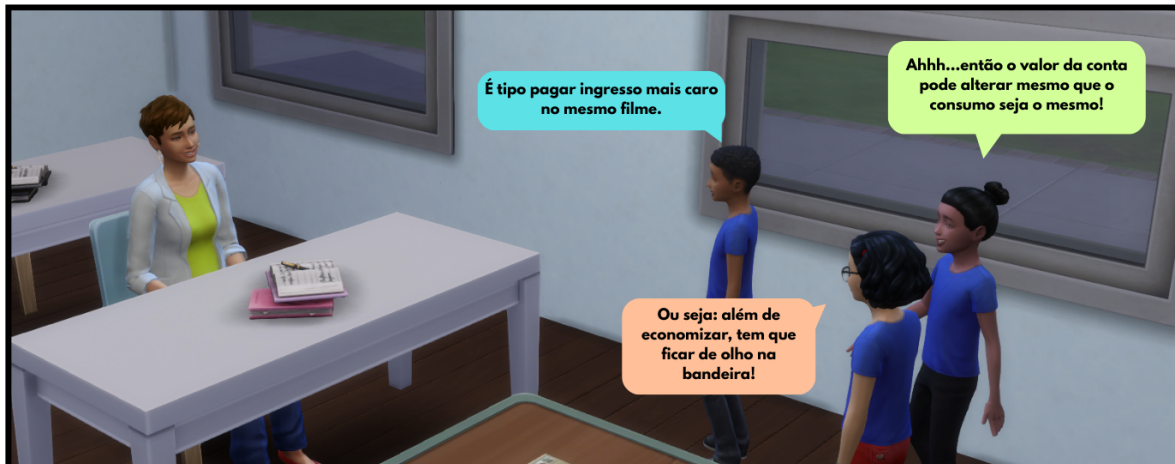 É tipo pagar ingresso mais caro
no mesmo filme.
Ahhh...então o valor da conta
pode alterar mesmo que o
consumo seja o mesmo!
Ou seja: além de
economizar, tem que
ficar de olho na
bandeira!